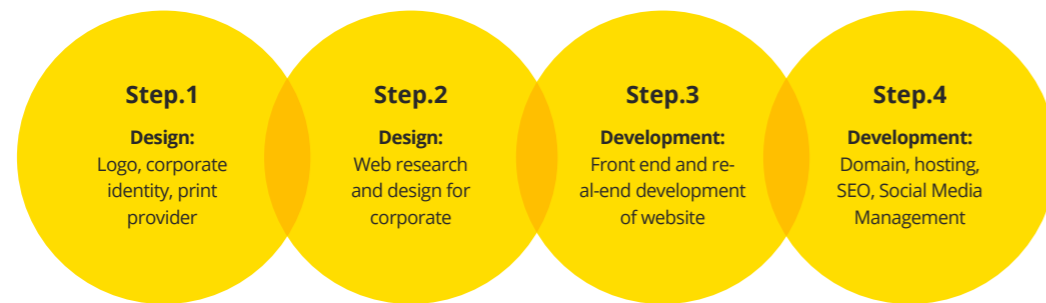 Step.1
Design:
Logo, corporate
identity, print
provider
Step.2
Design:
Web research
and design for
corporate
Step.3
Development:
Front end and re-
al-end development
of website
Step.4
Development:
Domain, hosting,
SEO, Social Media
Management